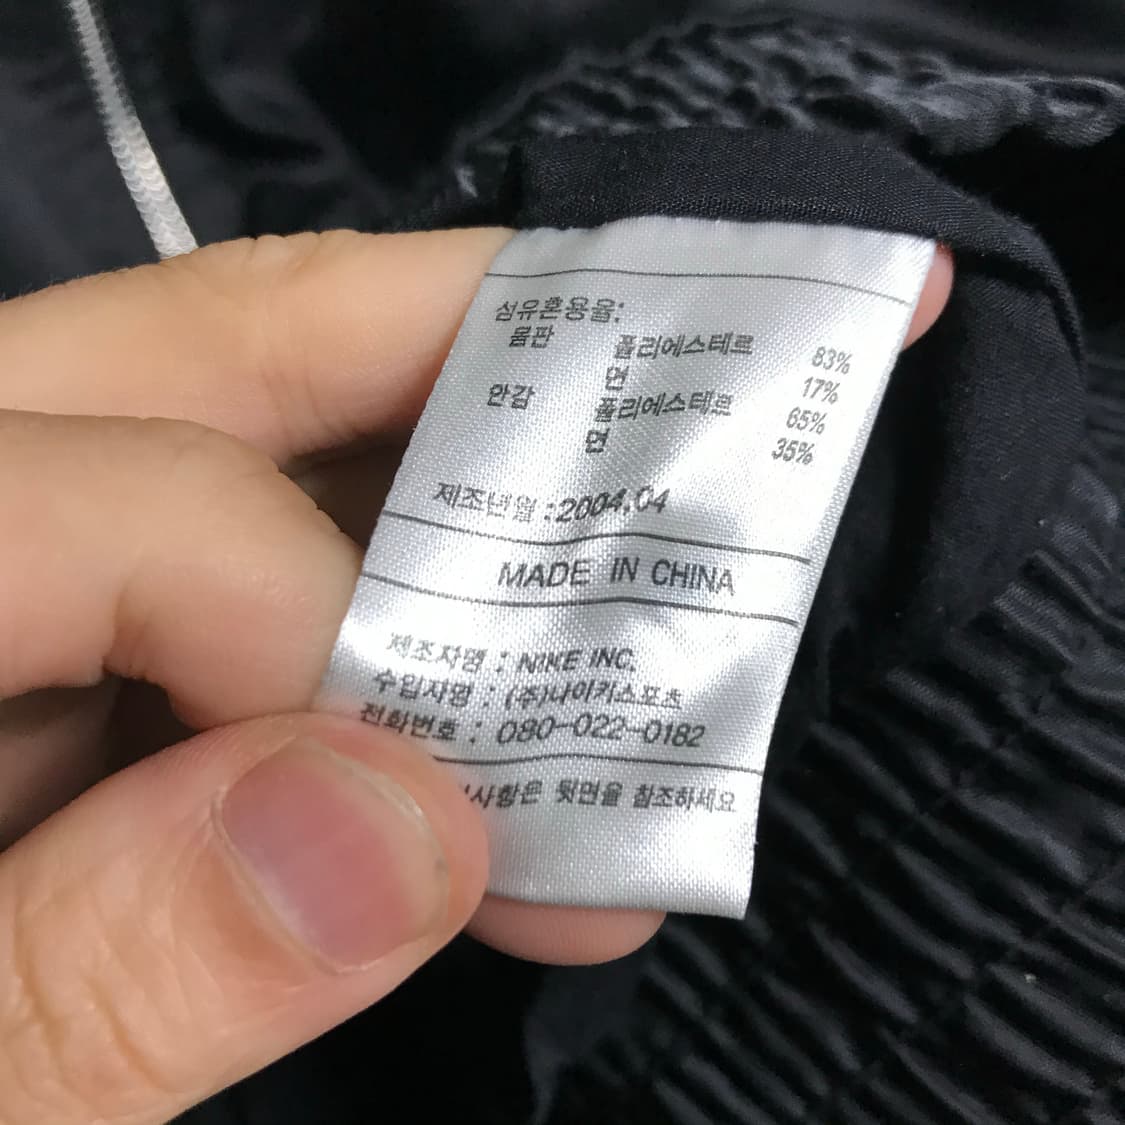 섬유혼용율:
몸판 폴리에스테르 83%
면 17%
안감 폴리에스테르 65%
면 35%
제조년월 :2004.04
MADE IN CHINA
제조자명 : NIKE INC.
수입자명 : (주)나이키스포츠
전화번호 : 080-022-0182
뒷면을 참조하세요